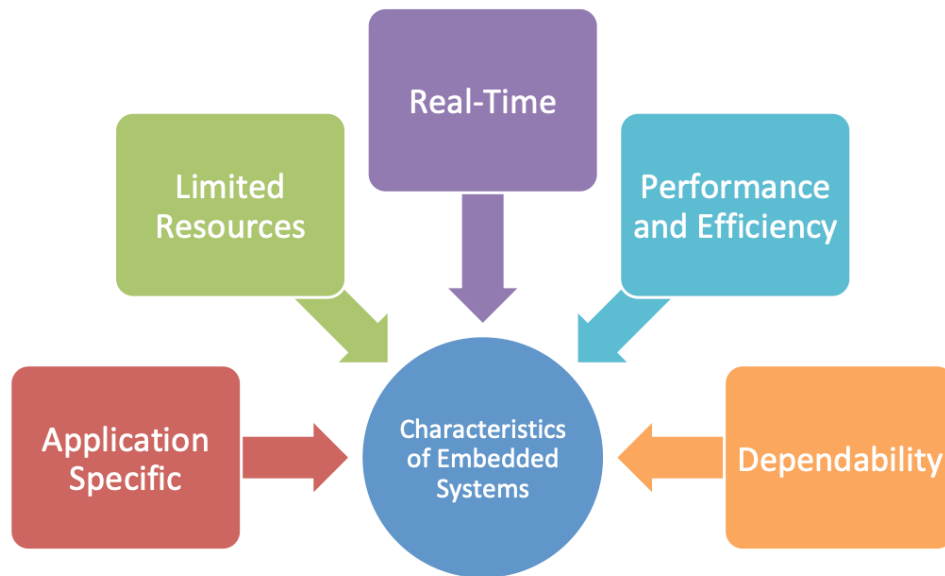 Real-Time
Limited
Resources
Performance
and Efficiency
Application
Specific
Characteristics
of Embedded
Systems
Dependability